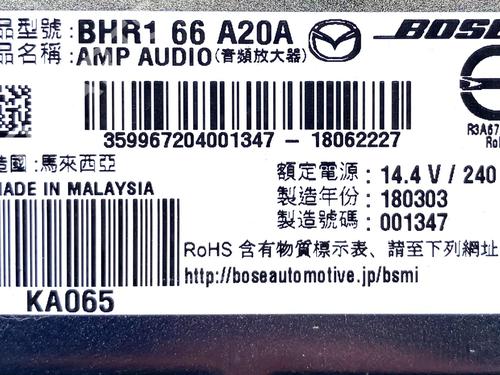 品型號: BHR1 66 A20A BOSE
品名稱: AMP AUDIO(音頻放大器)
359967204001347 - 18062227
R3A67
RoH
造國:馬來西亞
MADE IN MALAYSIA
額定電源: 14.4 V / 240
製造年份: 180303
製造號碼: 001347
RoHS 含有物質標示表、請至下列網址
http://boseautomotive.jp/bsmi
KA065